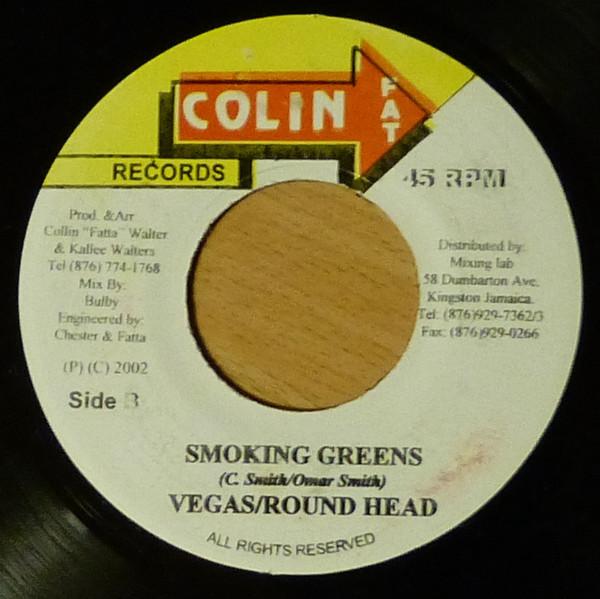 COLIN
FAT
RECORDS
45 RPM
Prod. &Arr
Collin "Fatta" Walter
& Kallee Walters
Tel (876) 774-1768
Mix By:
Bulby
Engineered by:
Chester & Fatta
(P) (C) 2002
Side B
Distributed by:
Mixing lab
58 Dumbarton Ave.
Kingston Jamaica.
Tel: (876)929-7362/3
Fax: (876)929-0266
SMOKING GREENS
(C. Smith/Omar Smith)
VEGAS/ROUND HEAD
ALL RIGHTS RESERVED